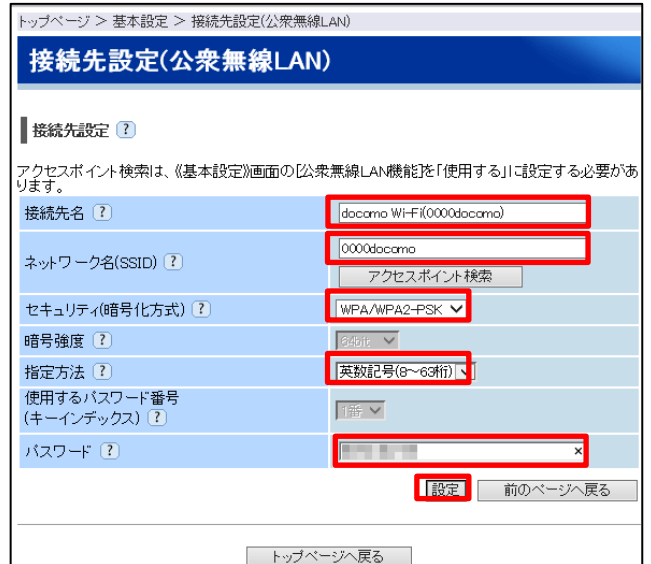 トップページ > 基本設定 > 接続先設定(公衆無線LAN)
接続先設定(公衆無線LAN)
接続先設定 ?
アクセスポイント検索は、《基本設定》画面の[公衆無線LAN機能]を「使用する」に設定する必要があ
ります。
接続先名 ? docomo Wi-Fi(0000docomo)
ネットワーク名(SSID) ? 0000docomo
アクセスポイント検索
セキュリティ(暗号化方式) ? WPA/WPA2-PSK
暗号強度 ? 64bit
指定方法 ? 英数記号(8~63桁)
使用するパスワード番号
(キーインデックス) ? 1番
パスワード ? ×
設定 前のページへ戻る
トップページへ戻る